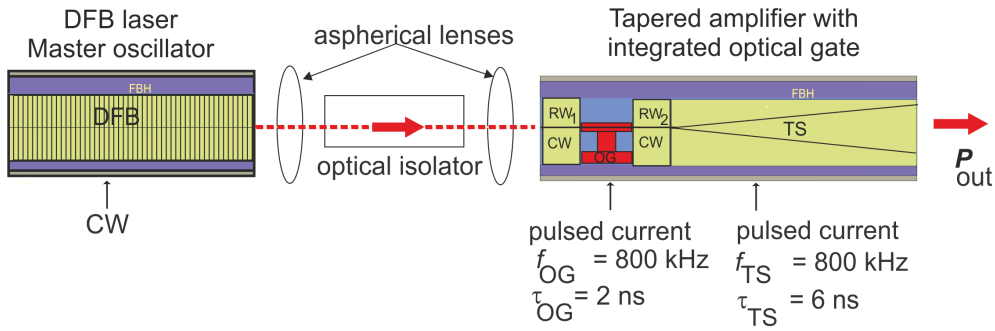 DFB laser
Master oscillator
aspherical lenses
Tapered amplifier with
integrated optical gate
FBH
DFB
CW
optical isolator
FBH
RW1
CW
OG
RW2
CW
TS
P
out
pulsed current
fOG = 800 kHz
τOG = 2 ns
pulsed current
fTS = 800 kHz
τTS = 6 ns